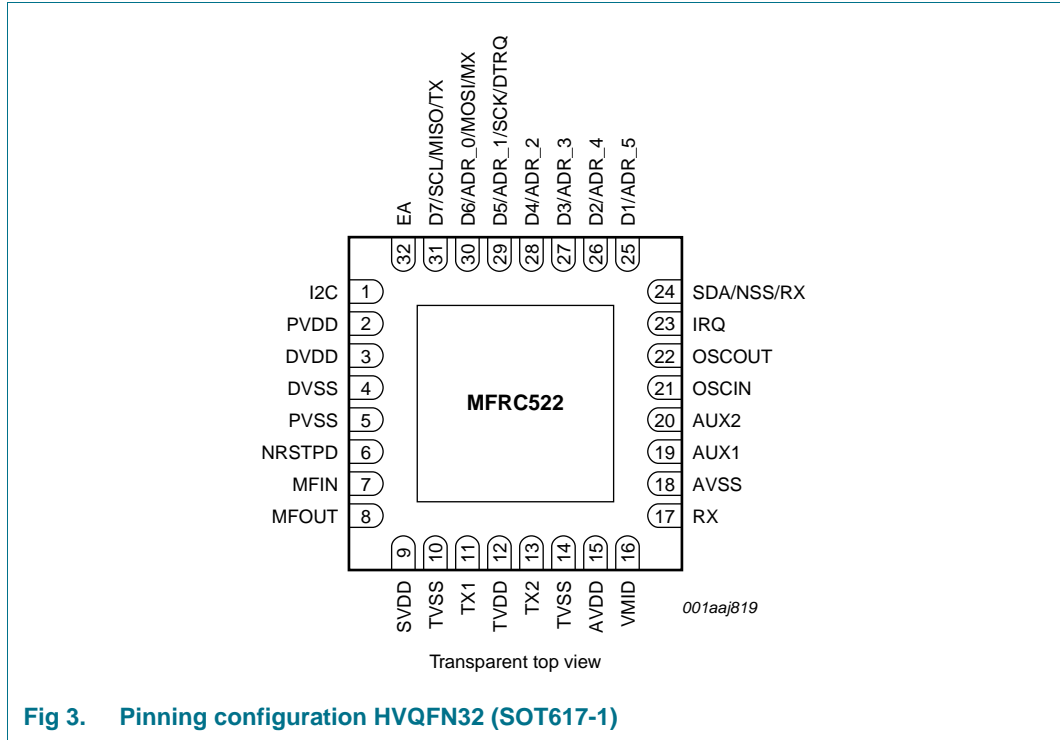 EA
D7/SCL/MISO/TX
D6/ADR_0/MOSI/MX
D5/ADR_1/SCK/DTRQ
D4/ADR_2
D3/ADR_3
D2/ADR_4
D1/ADR_5
32
31
30
29
28
27
26
25
I2C 1
PVDD 2
DVDD 3
DVSS 4
PVSS 5
NRSTPD 6
MFIN 7
MFOUT 8
MFRC522
24 SDA/NSS/RX
23 IRQ
22 OSCOUT
21 OSCIN
20 AUX2
19 AUX1
18 AVSS
17 RX
9
10
11
12
13
14
15
16
SVDD
TVSS
TX1
TVDD
TX2
TVSS
AVDD
VMID
001aaj819
Transparent top view
Fig 3. Pinning configuration HVQFN32 (SOT617-1)